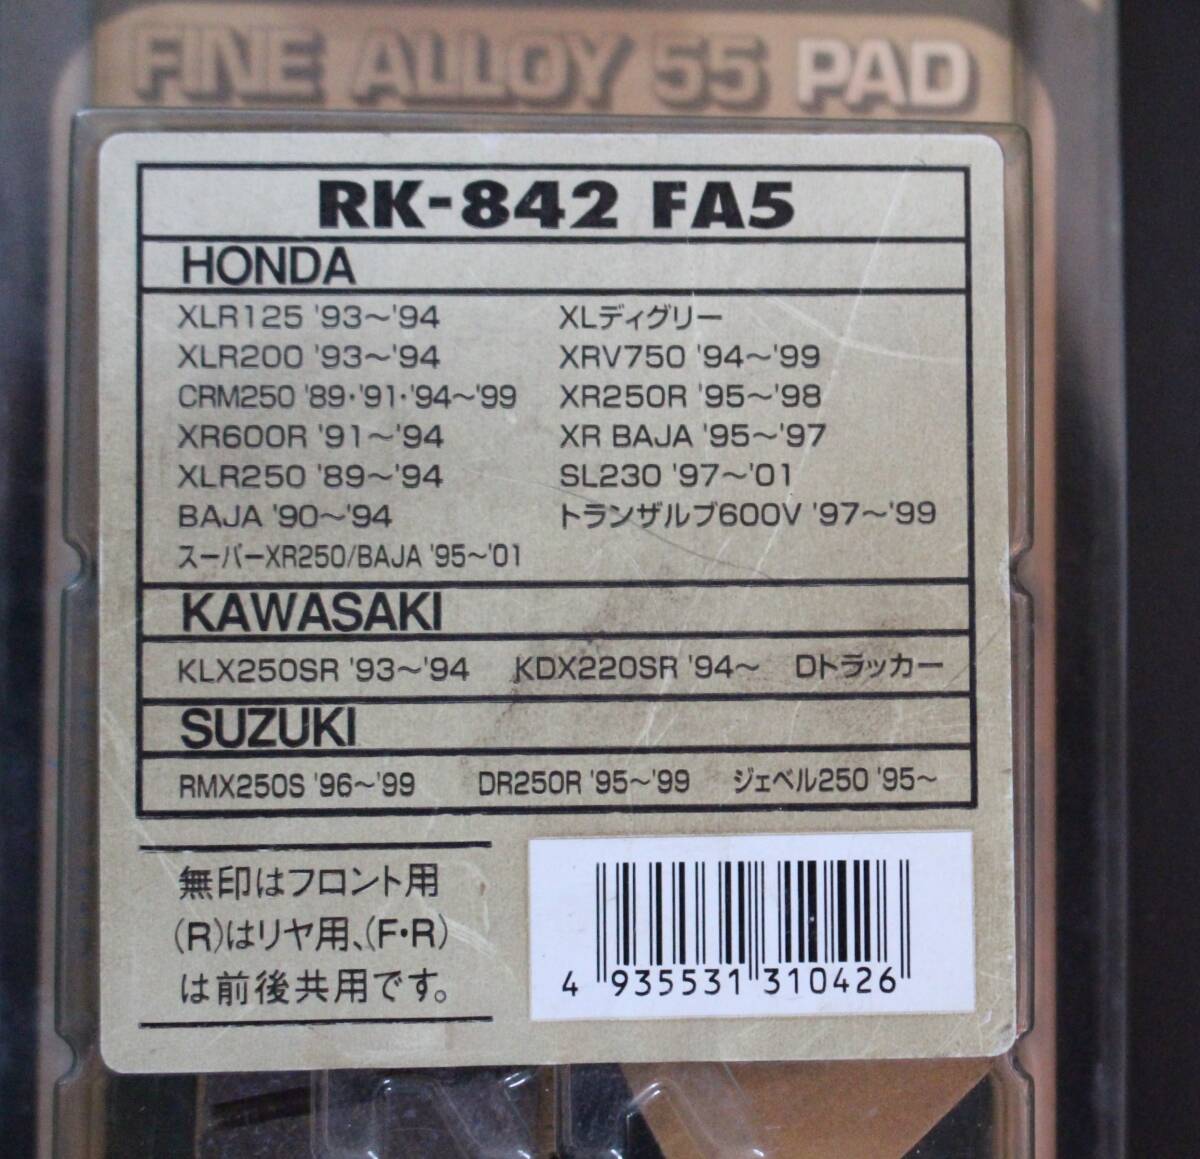 FINE ALLOY 55 PAD
RK-842 FA5
HONDA
XLR125 '93～'94
XLディグリー
XLR200 '93～'94
XRV750 '94～'99
CRM250 '89・'91・'94～'99
XR250R '95～'98
XR600R '91～'94
XR BAJA '95～'97
XLR250 '89～'94
SL230 '97～'01
BAJA '90～'94
トランザルブ600V '97～'99
スーパーXR250/BAJA '95～'01
KAWASAKI
KLX250SR '93～'94 KDX220SR '94～ Dトラッカー
SUZUKI
RMX250S '96～'99 DR250R '95～'99 ジェベル250 '95～
無印はフロント用
(R)はリヤ用、(F・R)
は前後共用です。
4 935531 310426